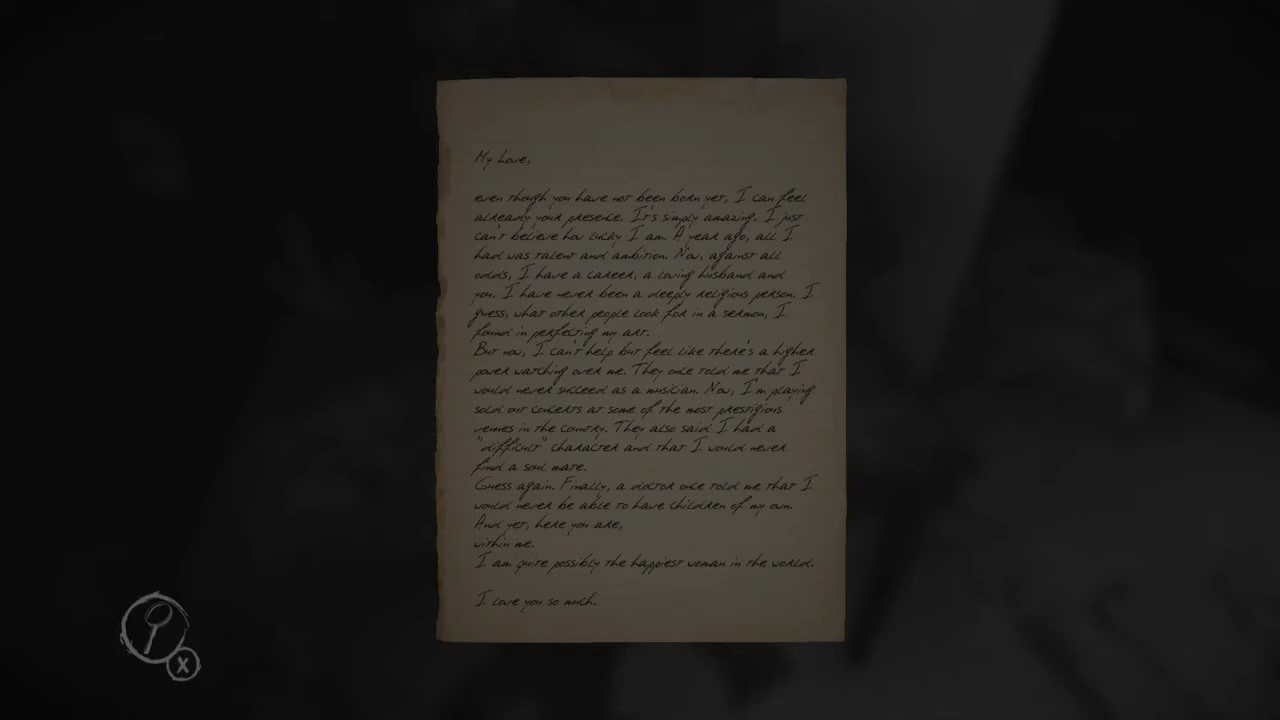 My Love,
even though you have not been born yet, I can feel
already your presence. It's simply amazing. I just
can't believe how lucky I am. A year ago, all I
had was talent and ambition. Now, against all
odds, I have a career, a loving husband and
you. I have never been a deeply religious person. I
guess, what other people look for in a sermon, I
found in perfecting my art.
But now, I can't help but feel like there's a higher
power watching over me. They once told me that I
would never succeed as a musician. Now, I'm playing
sold out concerts at some of the most prestigious
venues in the country. They also said I had a
"difficult" character and that I would never
find a soul mate.
Guess again. Finally, a doctor once told me that I
would never be able to have children of my own.
And yet, here you are,
within me.
I am quite possibly the happiest woman in the world.
I love you so much.
X